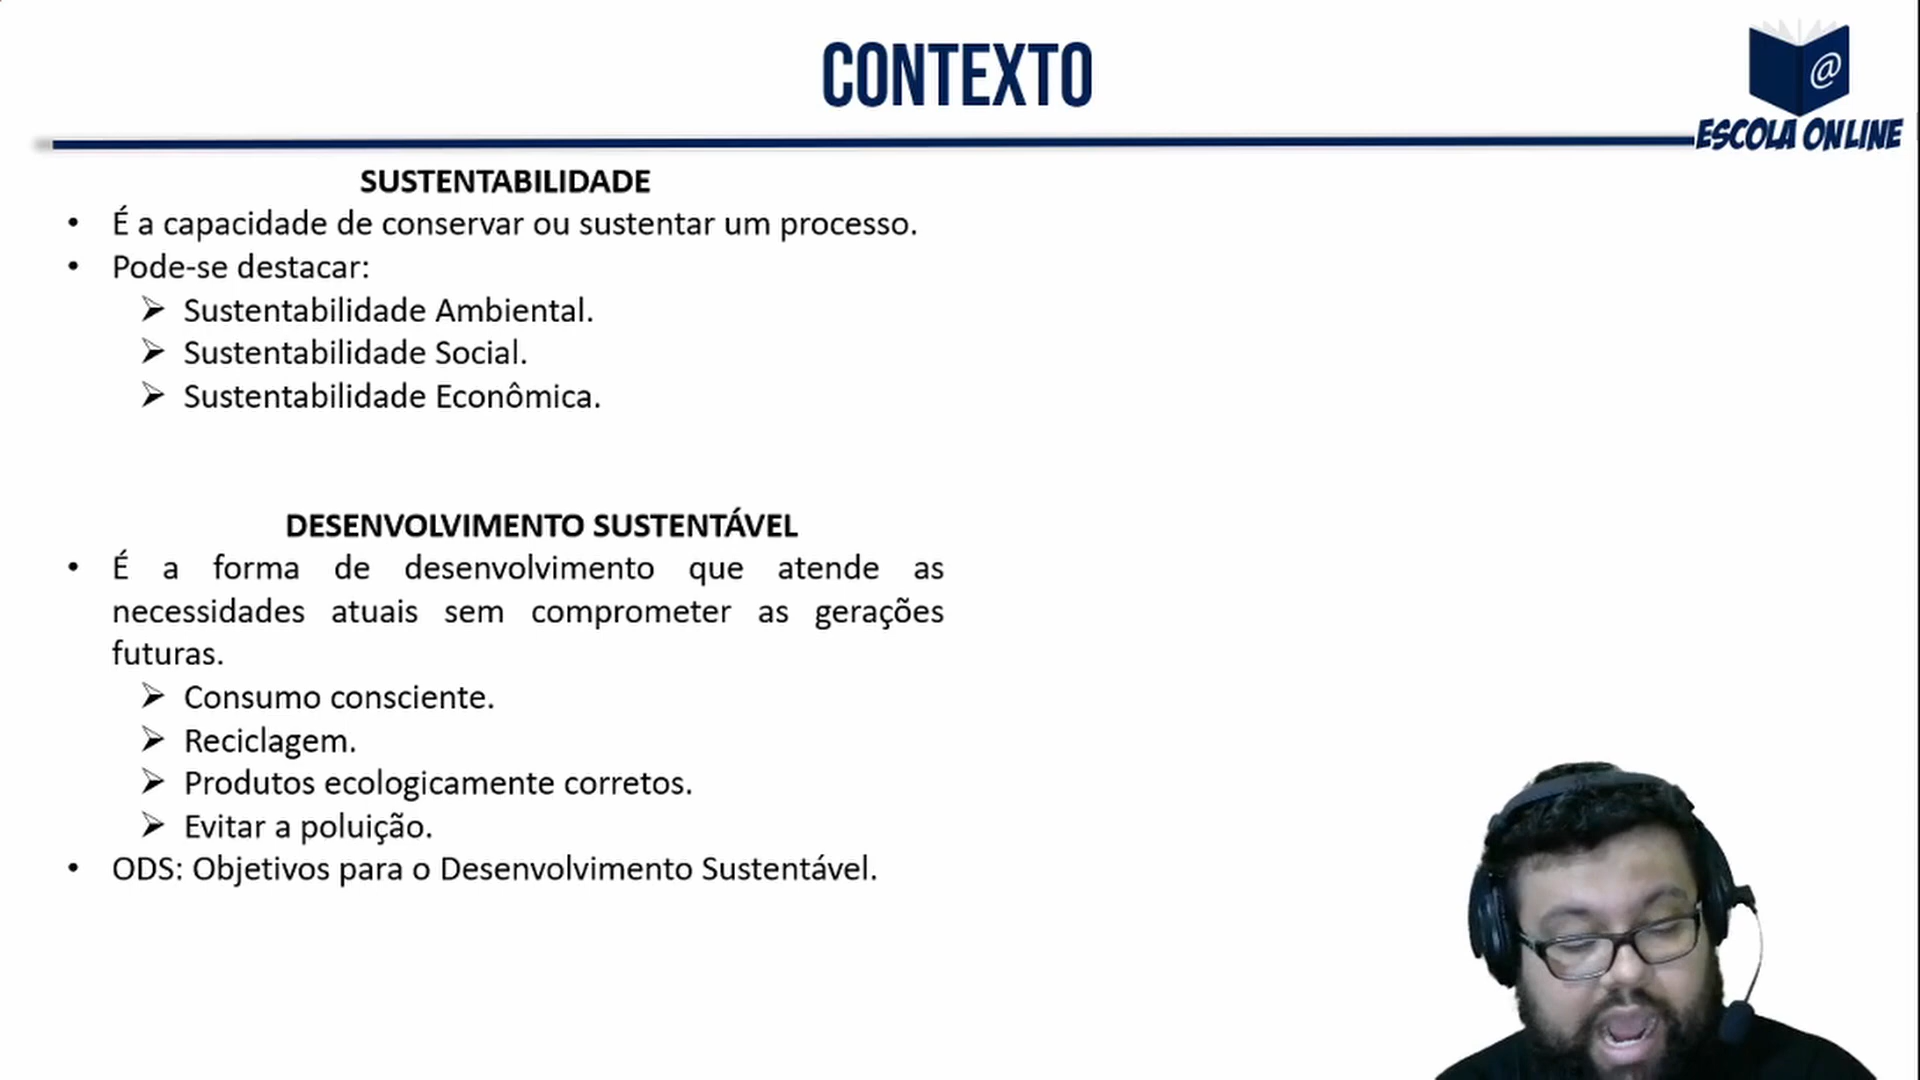 CONTEXTO
@
ESCOLA ONLINE
SUSTENTABILIDADE
• É a capacidade de conservar ou sustentar um processo.
• Pode-se destacar:
➢ Sustentabilidade Ambiental.
➢ Sustentabilidade Social.
➢ Sustentabilidade Econômica.
DESENVOLVIMENTO SUSTENTÁVEL
• É a forma de desenvolvimento que atende as
necessidades atuais sem comprometer as gerações
futuras.
➢ Consumo consciente.
➢ Reciclagem.
➢ Produtos ecologicamente corretos.
➢ Evitar a poluição.
• ODS: Objetivos para o Desenvolvimento Sustentável.